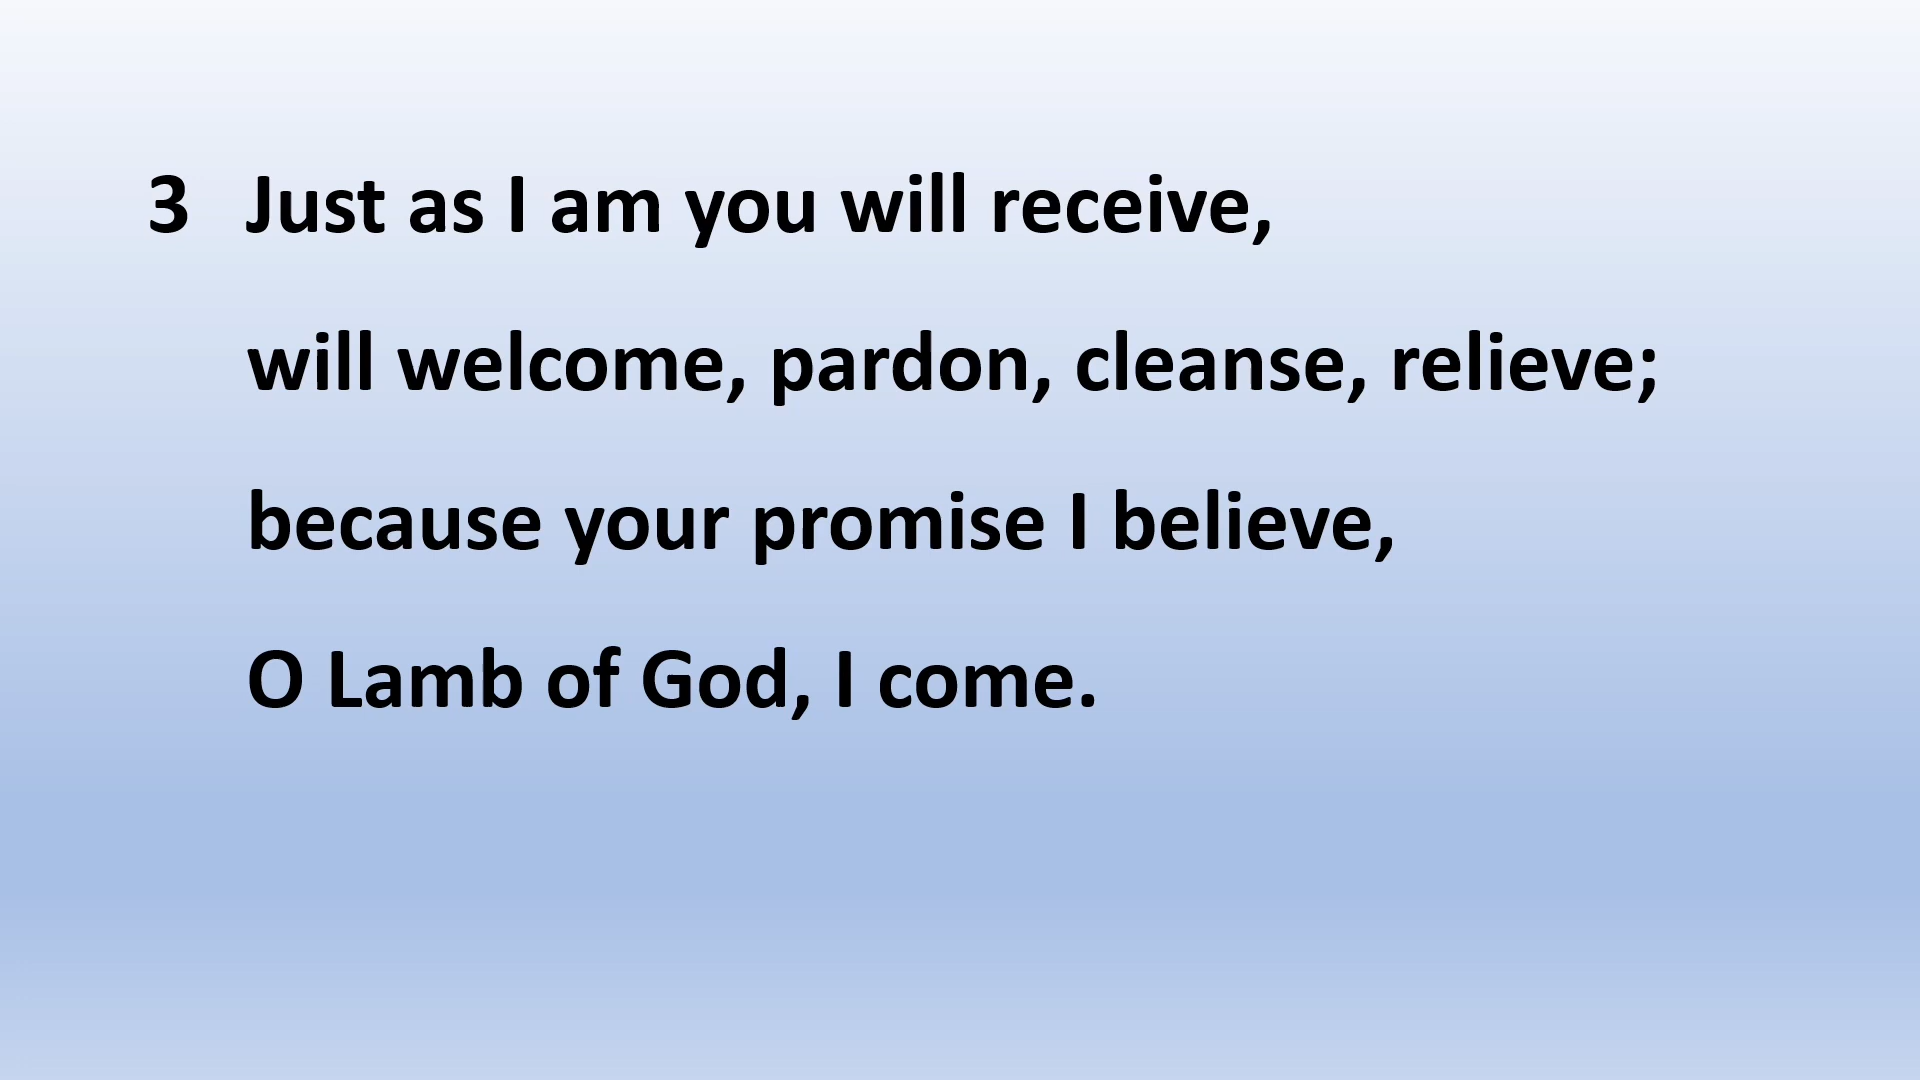 3 Just as I am you will receive,
will welcome, pardon, cleanse, relieve;
because your promise I believe,
O Lamb of God, I come.